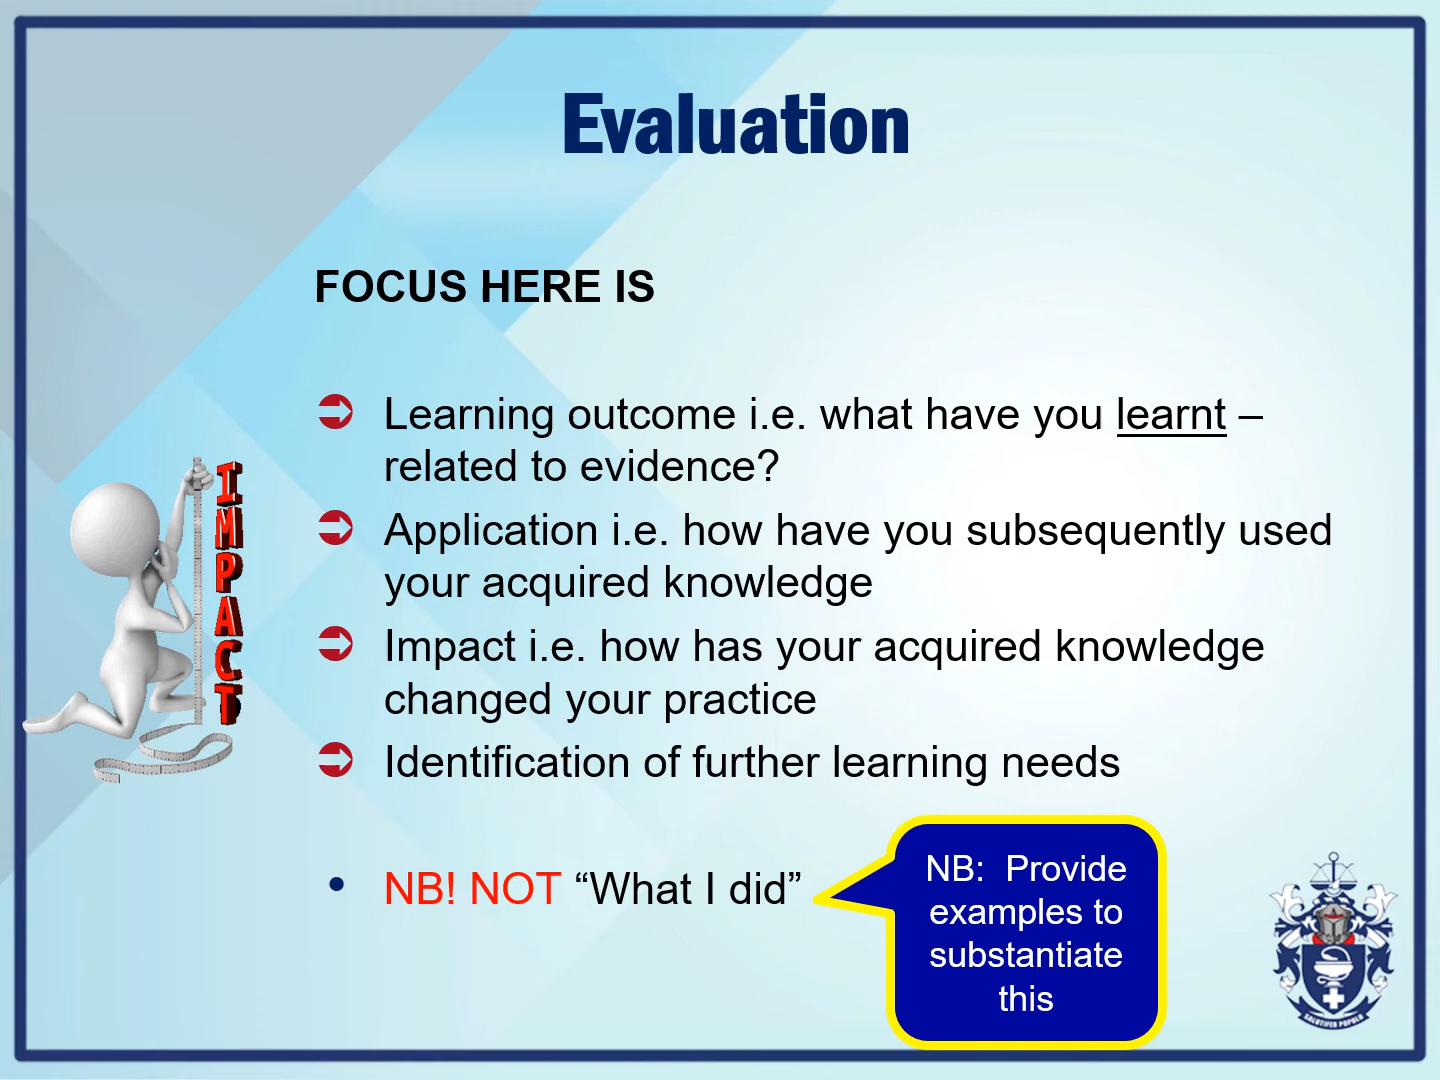 Evaluation
FOCUS HERE IS
Learning outcome i.e. what have you learnt –
related to evidence?
Application i.e. how have you subsequently used
your acquired knowledge
Impact i.e. how has your acquired knowledge
changed your practice
Identification of further learning needs
• NB! NOT “What I did”
NB: Provide
examples to
substantiate
this
IMPACT
SALUTIFER POPULO